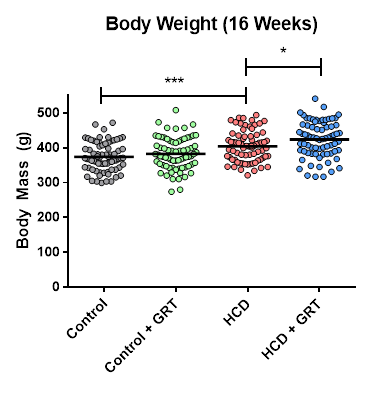 Body Weight (16 Weeks)
*
***
Body Mass (g)
500
400
300
200
100
0
Control
Control + GRT
HCD
HCD + GRT